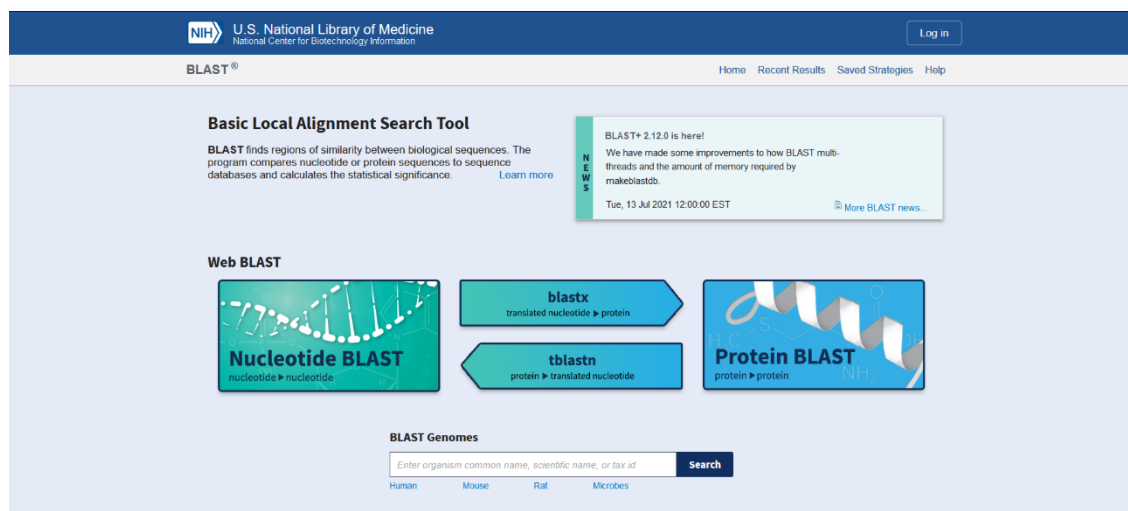 NIH
U.S. National Library of Medicine
National Center for Biotechnology Information
Log in
BLAST ®
Home Recent Results Saved Strategies Help
Basic Local Alignment Search Tool
BLAST finds regions of similarity between biological sequences. The
program compares nucleotide or protein sequences to sequence
databases and calculates the statistical significance. Learn more
NEWS
BLAST+ 2.12.0 is here!
We have made some improvements to how BLAST multi-
threads and the amount of memory required by
makeblastdb.
Tue, 13 Jul 2021 12:00:00 EST
More BLAST news...
Web BLAST
Nucleotide BLAST
nucleotide ▶ nucleotide
blastx
translated nucleotide ▶ protein
tblastn
protein ▶ translated nucleotide
H₃C S O OH
Protein BLAST
protein ▶ protein
NH₂
BLAST Genomes
Enter organism common name, scientific name, or tax id
Search
Human Mouse Rat Microbes